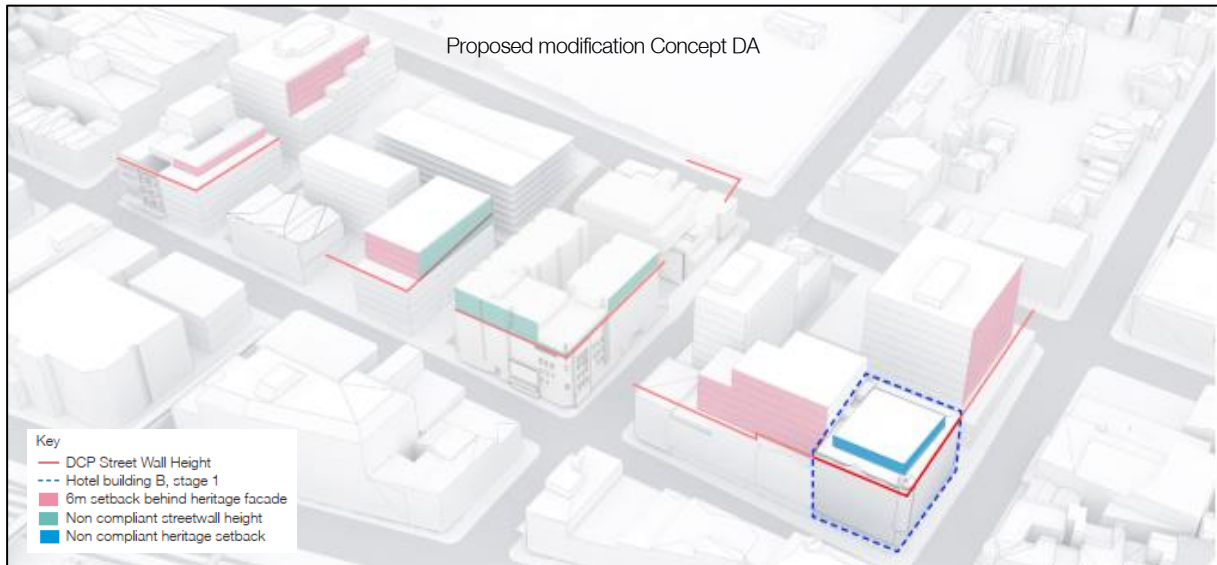 Proposed modification Concept DA
Key
DCP Street Wall Height
Hotel building B, stage 1
6m setback behind heritage facade
Non compliant streetwall height
Non compliant heritage setback